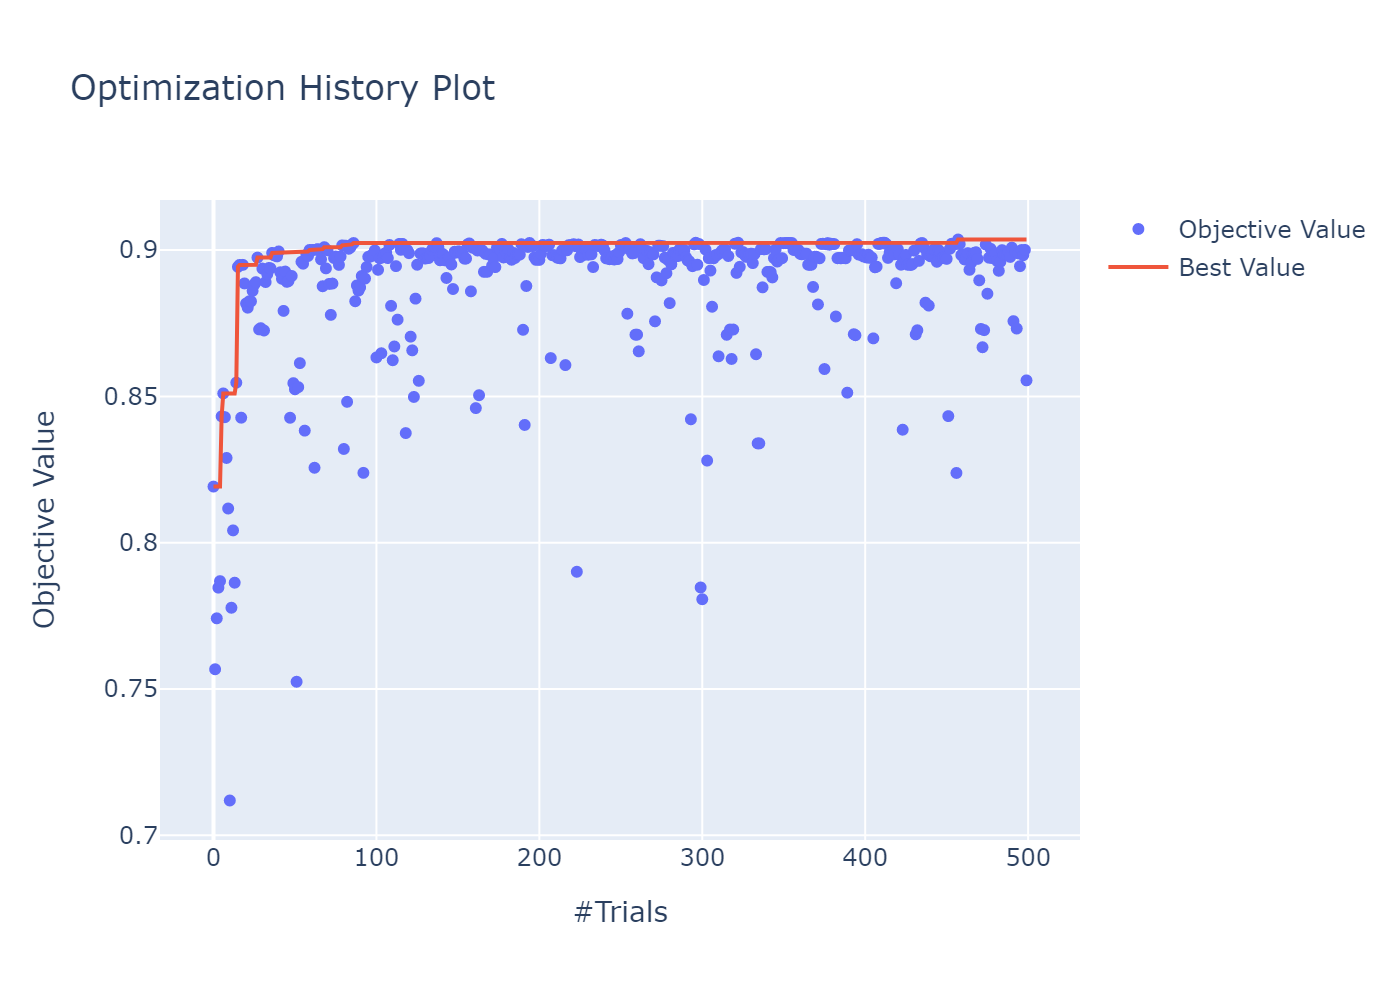 Optimization History Plot
Objective Value
Best Value
0.9
0.85
0.8
0.75
0.7
Objective Value
0
100
200
300
400
500
#Trials